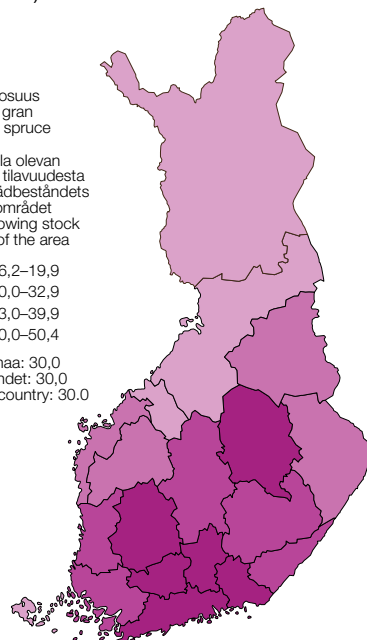 osuus
gran
spruce
la olevan
tilavuudesta
ädbeståndets
området
owing stock
of the area
6,2–19,9
0,0–32,9
3,0–39,9
0,0–50,4
maa: 30,0
ndet: 30,0
country: 30.0